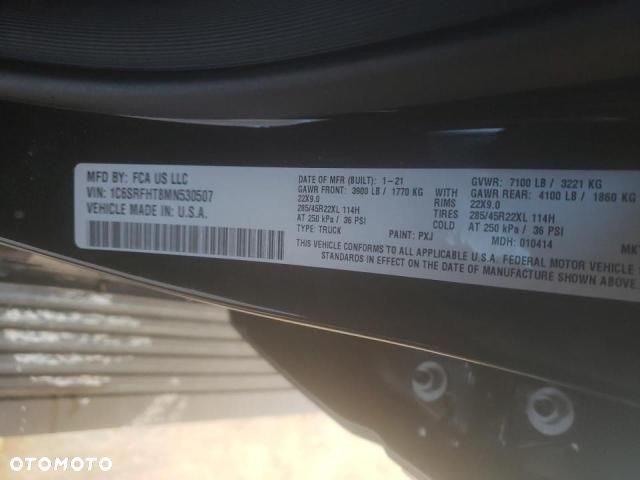 MFD BY: FCA US LLC
VIN: 1C6SRFHT8MN530507
VEHICLE MADE IN: U.S.A.
DATE OF MFR (BUILT): 1-21
GAWR FRONT: 3900 LB / 1770 KG
22X9.0
285/45R22XL 114H
AT 250 kPa / 36 PSI
TYPE: TRUCK
PAINT: PXJ
WITH
RIMS
TIRES
COLD
GVWR: 7100 LB / 3221 KG
GAWR REAR: 4100 LB / 1860 KG
22X9.0
285/45R22XL 114H
AT 250 kPa / 36 PSI
MDH: 010414
MK
THIS VEHICLE CONFORMS TO ALL APPLICABLE U.S.A. FEDERAL MOTOR VEHICLE
STANDARDS IN EFFECT ON THE DATE OF MANUFACTURE SHOWN ABOVE.
OTOMOTO